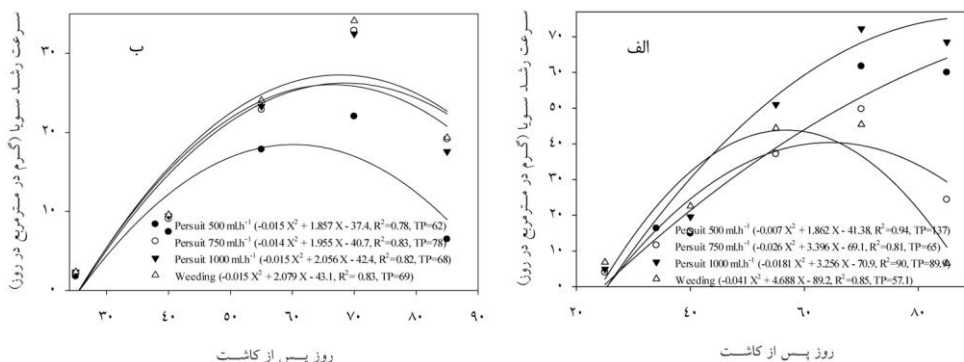 الف
سرعت رشد سویا (گرم در مترمربع در روز)
۷۰
۶۰
۵۰
۴۰
۳۰
۲۰
۱۰
۰
● Persuit 500 ml.h⁻¹ (-0.007 X² + 1.862 X - 41.38, R²=0.94, TP=137)
○ Persuit 750 ml.h⁻¹ (-0.026 X² + 3.396 X - 69.1, R²=0.81, TP=65)
▼ Persuit 1000 ml.h⁻¹ (-0.0181 X² + 3.256 X - 70.9, R²=90, TP=89.9)
△ Weeding (-0.041 X² + 4.688 X - 89.2, R²=0.85, TP=57.1)
۲۰ ۴۰ ۶۰ ۸۰
روز پس از کاشت
ب
سرعت رشد سویا (گرم در مترمربع در روز)
۳۰
۲۰
۱۰
۰
● Persuit 500 ml.h⁻¹ (-0.015 X² + 1.857 X - 37.4, R²=0.78, TP=62)
○ Persuit 750 ml.h⁻¹ (-0.014 X² + 1.955 X - 40.7, R²=0.83, TP=78)
▼ Persuit 1000 ml.h⁻¹ (-0.015 X² + 2.056 X - 42.4, R²=0.82, TP=68)
△ Weeding (-0.015 X² + 2.079 X - 43.1, R²= 0.83, TP=69)
۳۰ ۴۰ ۵۰ ۶۰ ۷۰ ۸۰ ۹۰
روز پس از کاشت